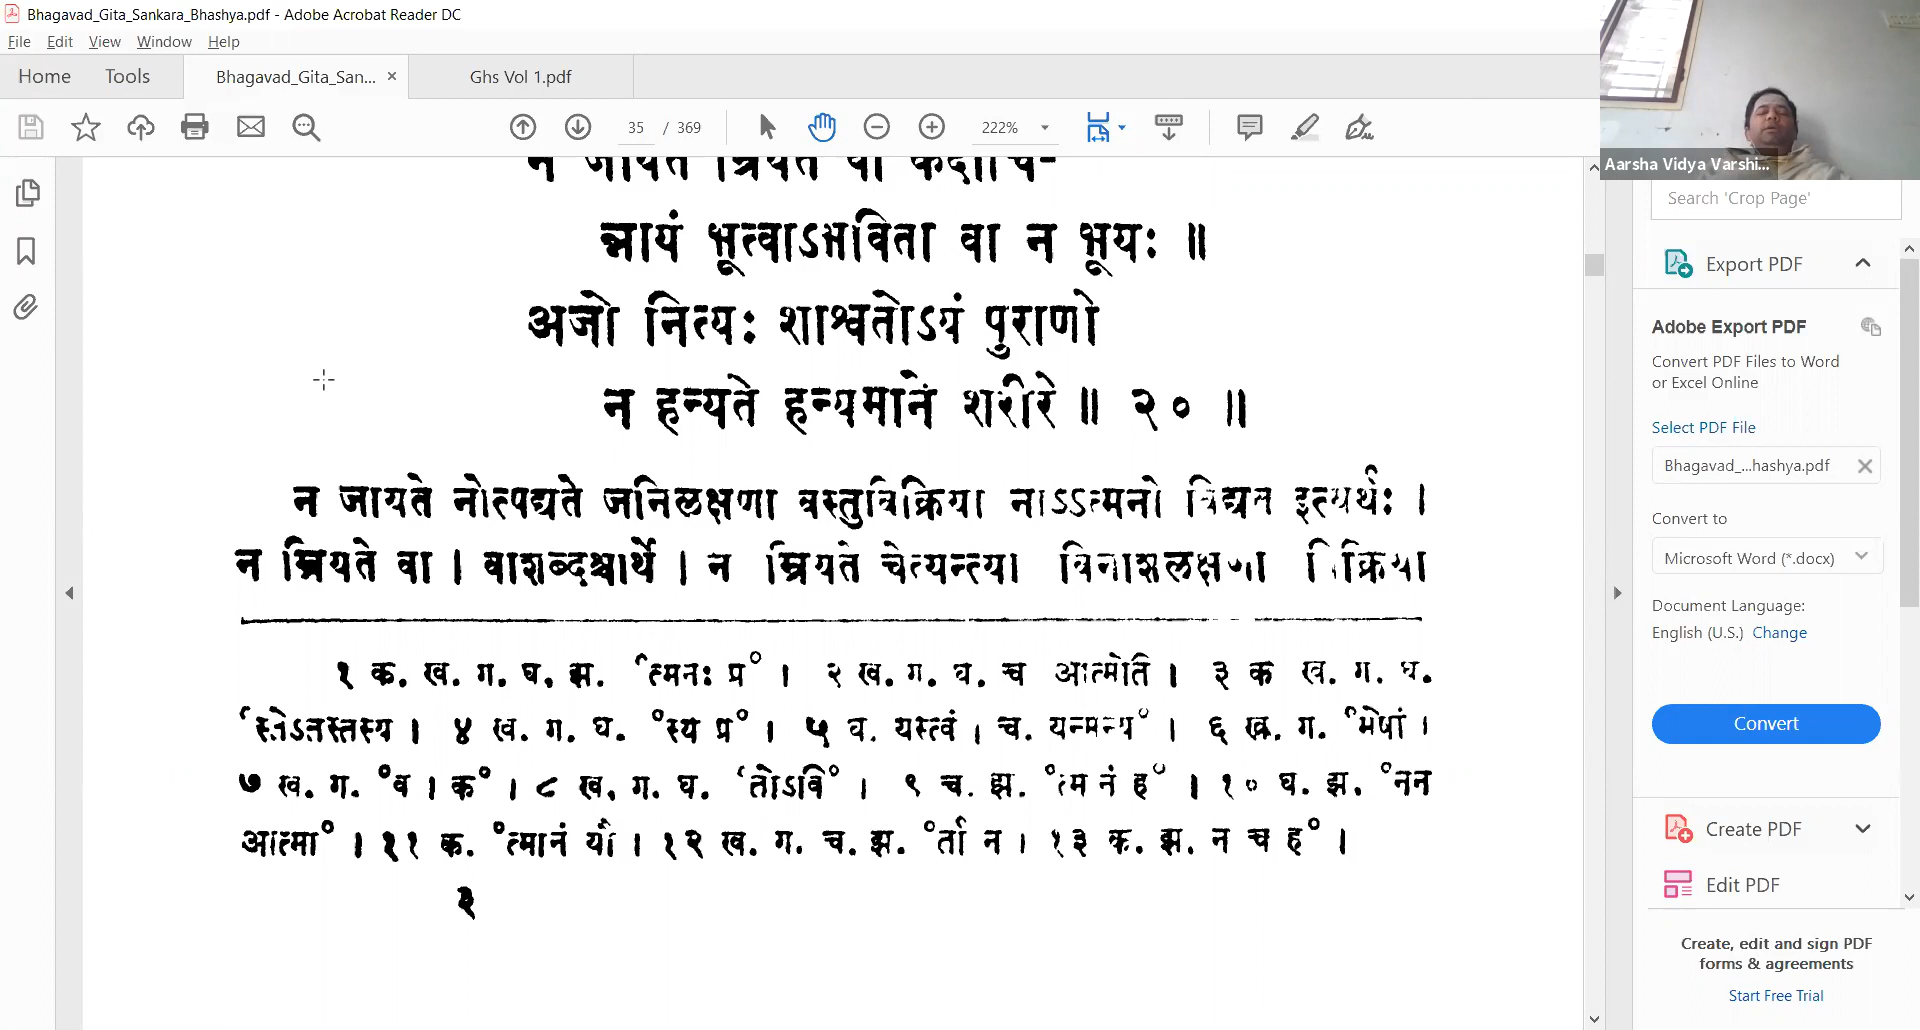 Bhagavad_Gita_Sankara_Bhashya.pdf - Adobe Acrobat Reader DC
File Edit View Window Help
Home Tools Bhagavad_Gita_San... × Ghs Vol 1.pdf
35 / 369 222%
Aarsha Vidya Varshi...
न जायते म्रियते वा कदाचि-
न्नायं भूत्वाऽभविता वा न भूयः ॥
अजो नित्यः शाश्वतोऽयं पुराणो
न हन्यते हन्यमाने शरीरे ॥ २० ॥
न जायते नोत्पद्यते जनिलक्षणा वस्तुविक्रिया नाऽऽत्मनो विद्यत इत्यर्थः ।
न म्रियते वा । वाशब्दश्चार्थे । न म्रियते चेत्यन्त्या विनाशलक्षणा विक्रिया
१ क. ख. ग. घ. झ. ॰त्मनः प्र॰ । २ ख. ग. घ. च आत्मेति । ३ क ख. ग. घ.
॰स्तेऽतस्तस्य । ४ ख. ग. घ. ॰स्य प्र॰ । ५ घ. यस्त्वं । च. यन्मन्य॰ । ६ ख. ग. ॰मेषां ।
७ ख. ग. ॰व । क॰ । ८ ख. ग. घ. ॰तोऽवि॰ । ९ च. झ. ॰त्म नं ह॰ । १० घ. झ. ॰नन
आत्मा॰ । ११ क. ॰त्मानं यो । १२ ख. ग. च. झ. ॰र्ता न । १३ क. झ. न च ह॰ ।
३
Search 'Crop Page'
Export PDF
Adobe Export PDF
Convert PDF Files to Word
or Excel Online
Select PDF File
Bhagavad_...hashya.pdf
Convert to
Microsoft Word (*.docx)
Document Language:
English (U.S.) Change
Convert
Create PDF
Edit PDF
Create, edit and sign PDF
forms & agreements
Start Free Trial